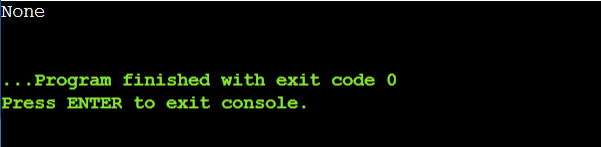 None
...Program finished with exit code 0
Press ENTER to exit console.